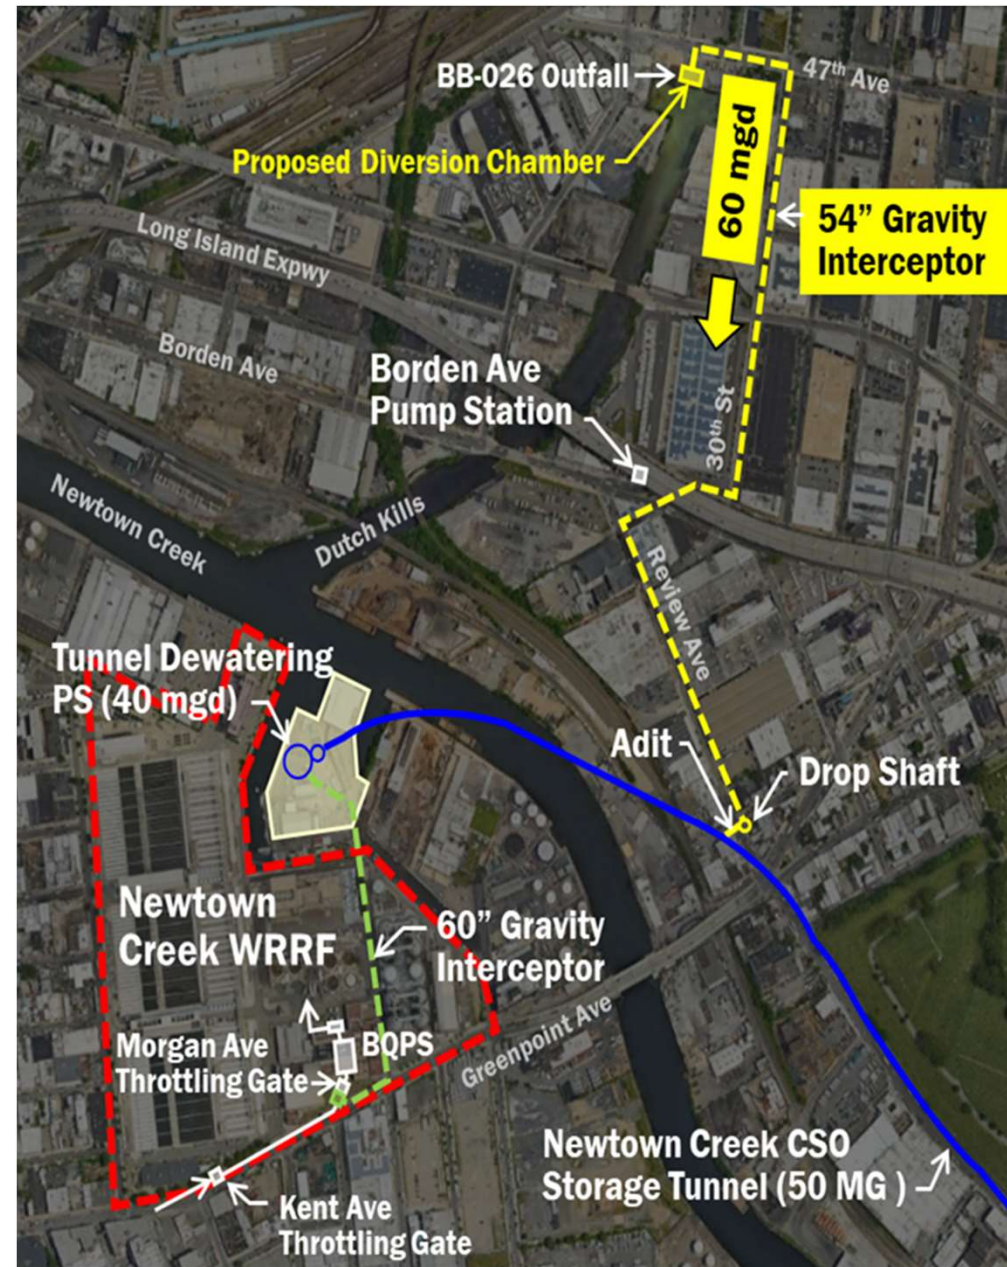 47th Ave
BB-026 Outfall
Proposed Diversion Chamber
60 mgd
54” Gravity
Interceptor
Long Island Expwy
Borden Ave
Borden Ave
Pump Station
30th St
Newtown Creek
Dutch Kills
Review Ave
Tunnel Dewatering
PS (40 mgd)
Adit
Drop Shaft
Newtown
Creek WRRF
60” Gravity
Interceptor
Morgan Ave
Throttling Gate
BQPS
Greenpoint Ave
Newtown Creek CSO
Storage Tunnel (50 MG )
Kent Ave
Throttling Gate